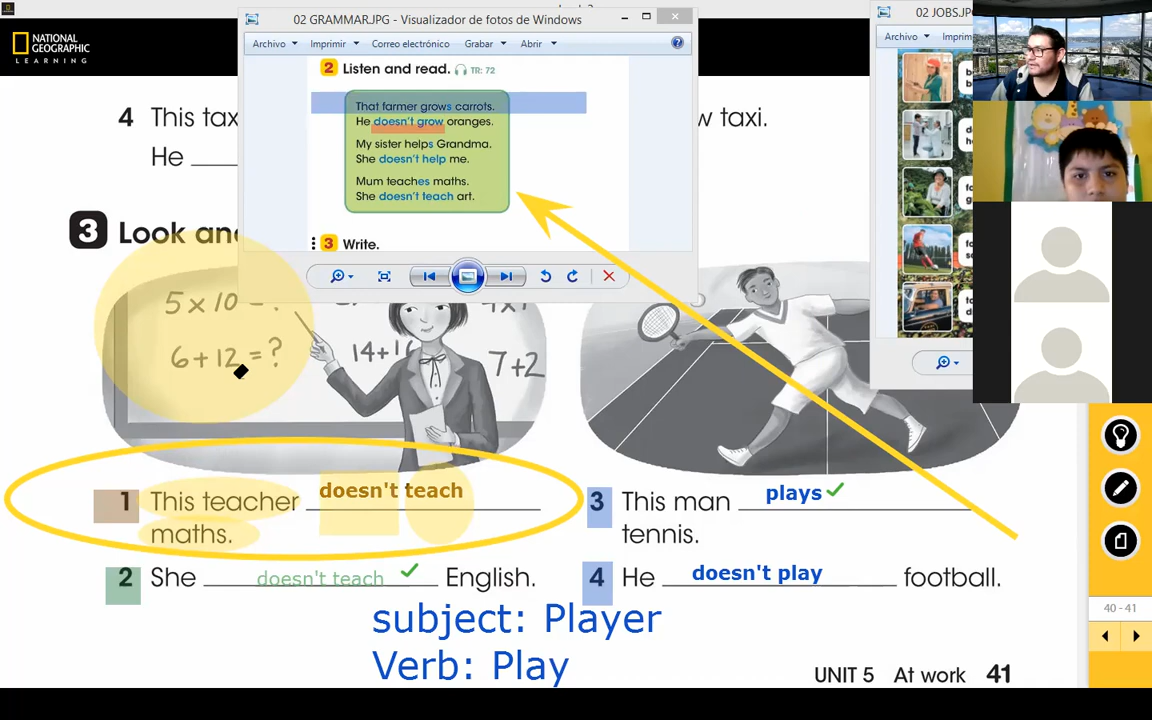 02 GRAMMAR.JPG - Visualizador de fotos de Windows
02 JOBS.JPG
NATIONAL
GEOGRAPHIC
LEARNING
Archivo Imprimir Correo electrónico Grabar Abrir
Archivo
2 Listen and read. TR: 72
That farmer grows carrots.
He doesn't grow oranges.
My sister helps Grandma.
She doesn't help me.
Mum teaches maths.
She doesn't teach art.
3 Write.
4 This tax
w taxi.
He
3 Look and
5 x 10 = ?
6+12=?
14+16
7+2
1 This teacher doesn't teach
maths.
2 She doesn't teach English.
3 This man plays
tennis.
4 He doesn't play football.
subject: Player
Verb: Play
40 - 41
UNIT 5 At work 41